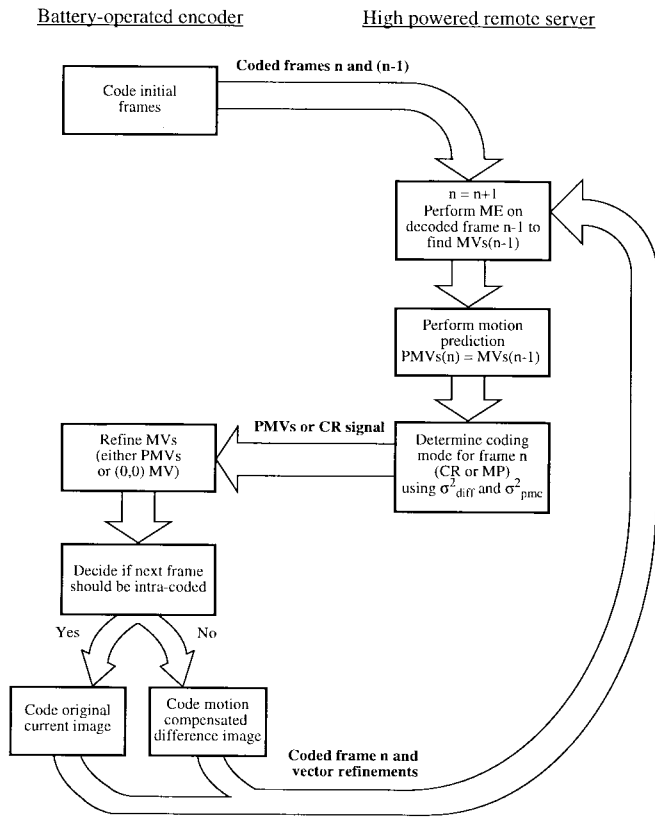 Battery-operated encoder
High powered remote server
Coded frames n and (n-1)
Code initial
frames
n = n+1
Perform ME on
decoded frame n-1 to
find MVs(n-1)
Perform motion
prediction
PMVs(n) = MVs(n-1)
PMVs or CR signal
Refine MVs
(either PMVs
or (0,0) MV)
Determine coding
mode for frame n
(CR or MP)
using σ²diff and σ²pmc
Decide if next frame
should be intra-coded
Yes
No
Code original
current image
Code motion
compensated
difference image
Coded frame n and
vector refinements